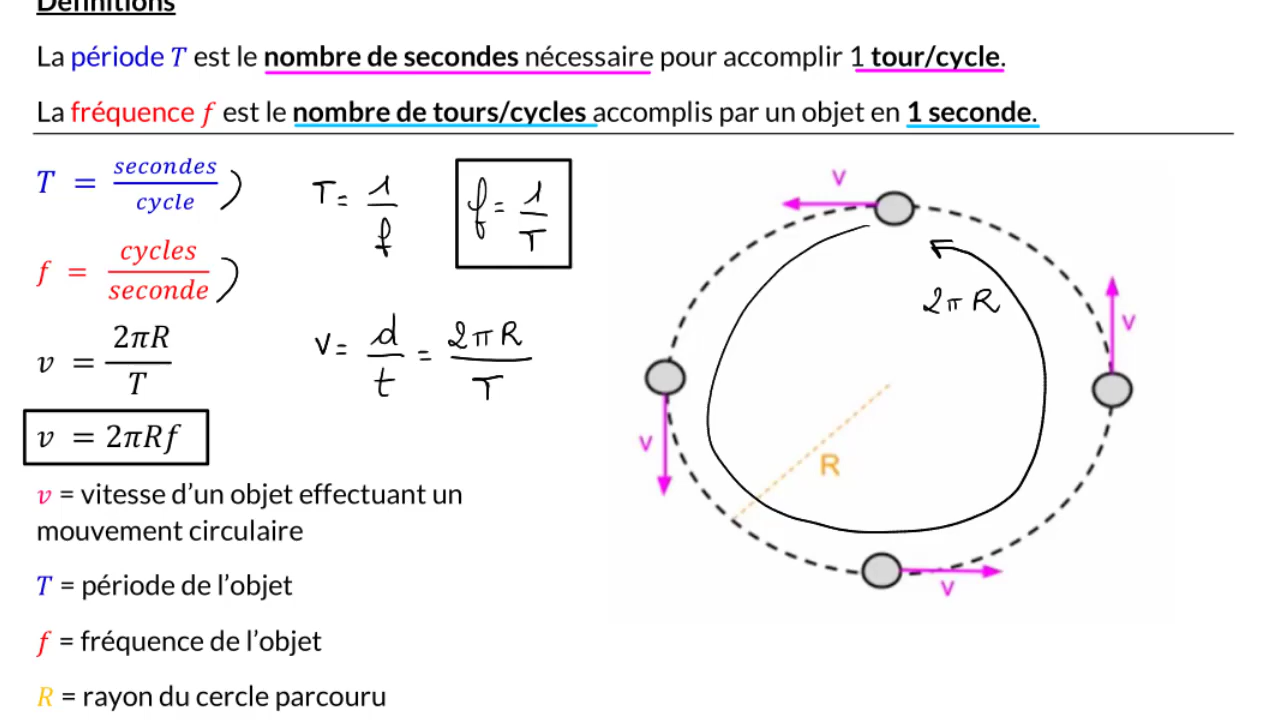 Définitions
La période T est le nombre de secondes nécessaire pour accomplir 1 tour/cycle.
La fréquence f est le nombre de tours/cycles accomplis par un objet en 1 seconde.
T = secondes/cycle
T = 1/f
f = 1/T
f = cycles/seconde
v = 2πR/T
V = d/t = 2πR/T
v = 2πRf
v = vitesse d’un objet effectuant un
mouvement circulaire
T = période de l’objet
f = fréquence de l’objet
R = rayon du cercle parcouru
V
2πR
V
V
R
V